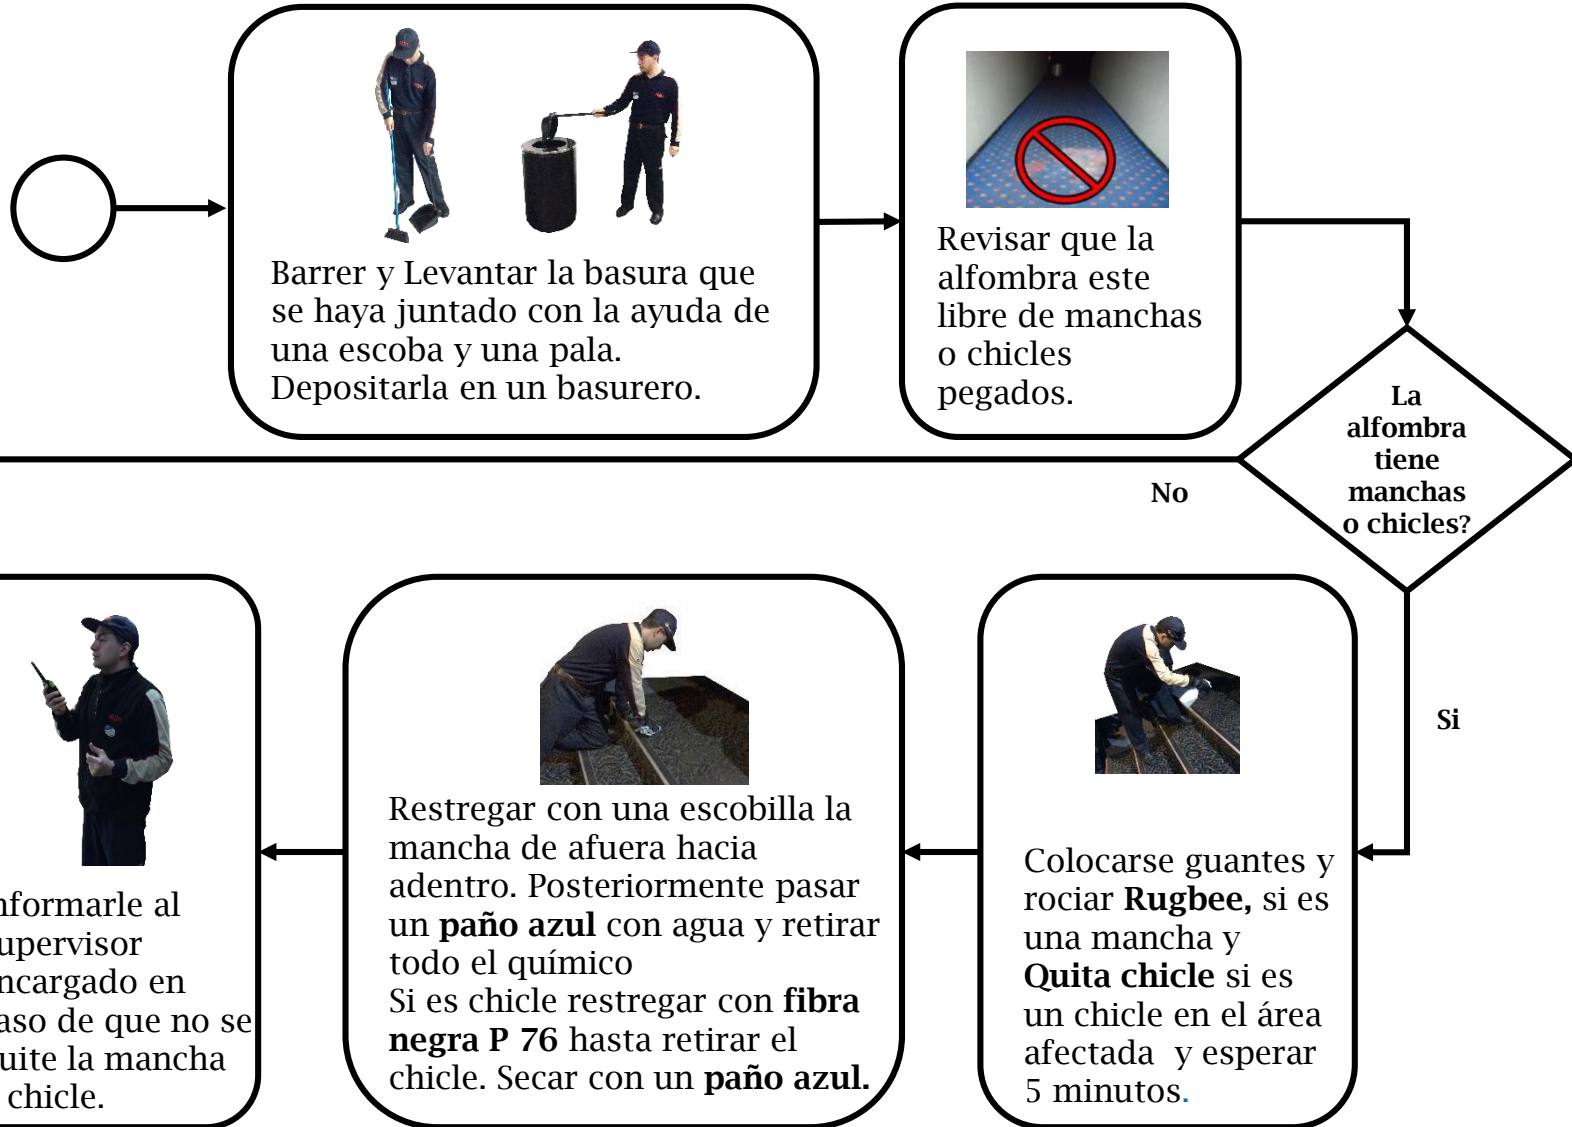 Barrer y Levantar la basura que
se haya juntado con la ayuda de
una escoba y una pala.
Depositarla en un basurero.
Revisar que la
alfombra este
libre de manchas
o chicles
pegados.
La
alfombra
tiene
manchas
o chicles?
No
Si
Colocarse guantes y
rociar Rugbee, si es
una mancha y
Quita chicle si es
un chicle en el área
afectada y esperar
5 minutos.
Restregar con una escobilla la
mancha de afuera hacia
adentro. Posteriormente pasar
un paño azul con agua y retirar
todo el químico
Si es chicle restregar con fibra
negra P 76 hasta retirar el
chicle. Secar con un paño azul.
nformarle al
upervisor
ncargado en
aso de que no se
uite la mancha
chicle.